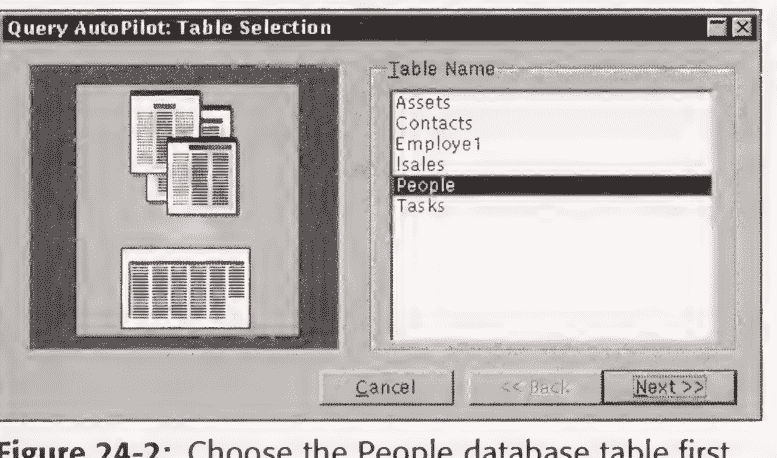 Query AutoPilot: Table Selection
Table Name
Assets
Contacts
Employe1
Isales
People
Tasks
Cancel
<< Back
Next >>
Figure 24-2: Choose the People database table first